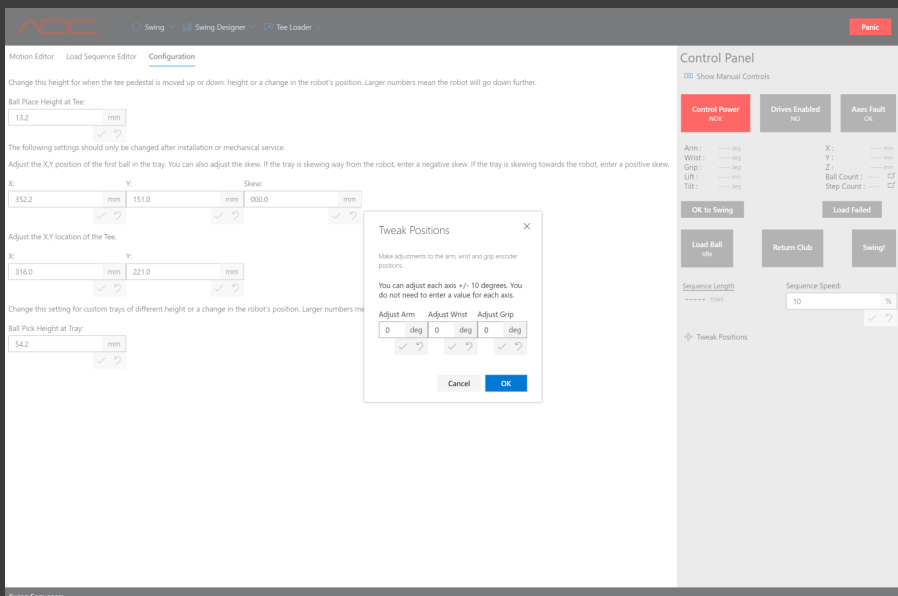 AOC
Swing
Swing Designer
Tee Loader
Panic
Motion Editor
Load Sequence Editor
Configuration
Change this height for when the tee pedestal is moved up or down. height or a change in the robot's position. Larger numbers mean the robot will go down further.
Ball Place Height at Tee:
13.2 mm
The following settings should only be changed after installation or mechanical service.
Adjust the X,Y position of the first ball in the tray. You can also adjust the skew. If the tray is skewing way from the robot, enter a negative skew. If the tray is skewing towards the robot, enter a positive skew.
X: Y: Skew:
352.2 mm 151.0 mm 000.0 mm
Adjust the X,Y location of the Tee.
X: Y:
316.0 mm 221.0 mm
Change this setting for custom trays of different height or a change in the robot's position. Larger numbers me
Ball Pick Height at Tray:
54.2 mm
Tweak Positions
Make adjustments to the arm, wrist and grip encoder
positions.
You can adjust each axis +/- 10 degrees. You
do not need to enter a value for each axis.
Adjust Arm Adjust Wrist Adjust Grip
0 deg 0 deg 0 deg
Cancel OK
Control Panel
Show Manual Controls
Control Power
NOK
Drives Enabled
NO
Axes Fault
OK
Arm : ----- deg X : ----- mm
Wrist : ----- deg Y : ----- mm
Grip : ----- deg Z : ----- mm
Lift : ----- mm Ball Count : -----
Tilt : ----- deg Step Count : -----
OK to Swing
Load Failed
Load Ball
Idle
Return Club
Swing!
Sequence Length Sequence Speed:
----- rows 10 %
Tweak Positions